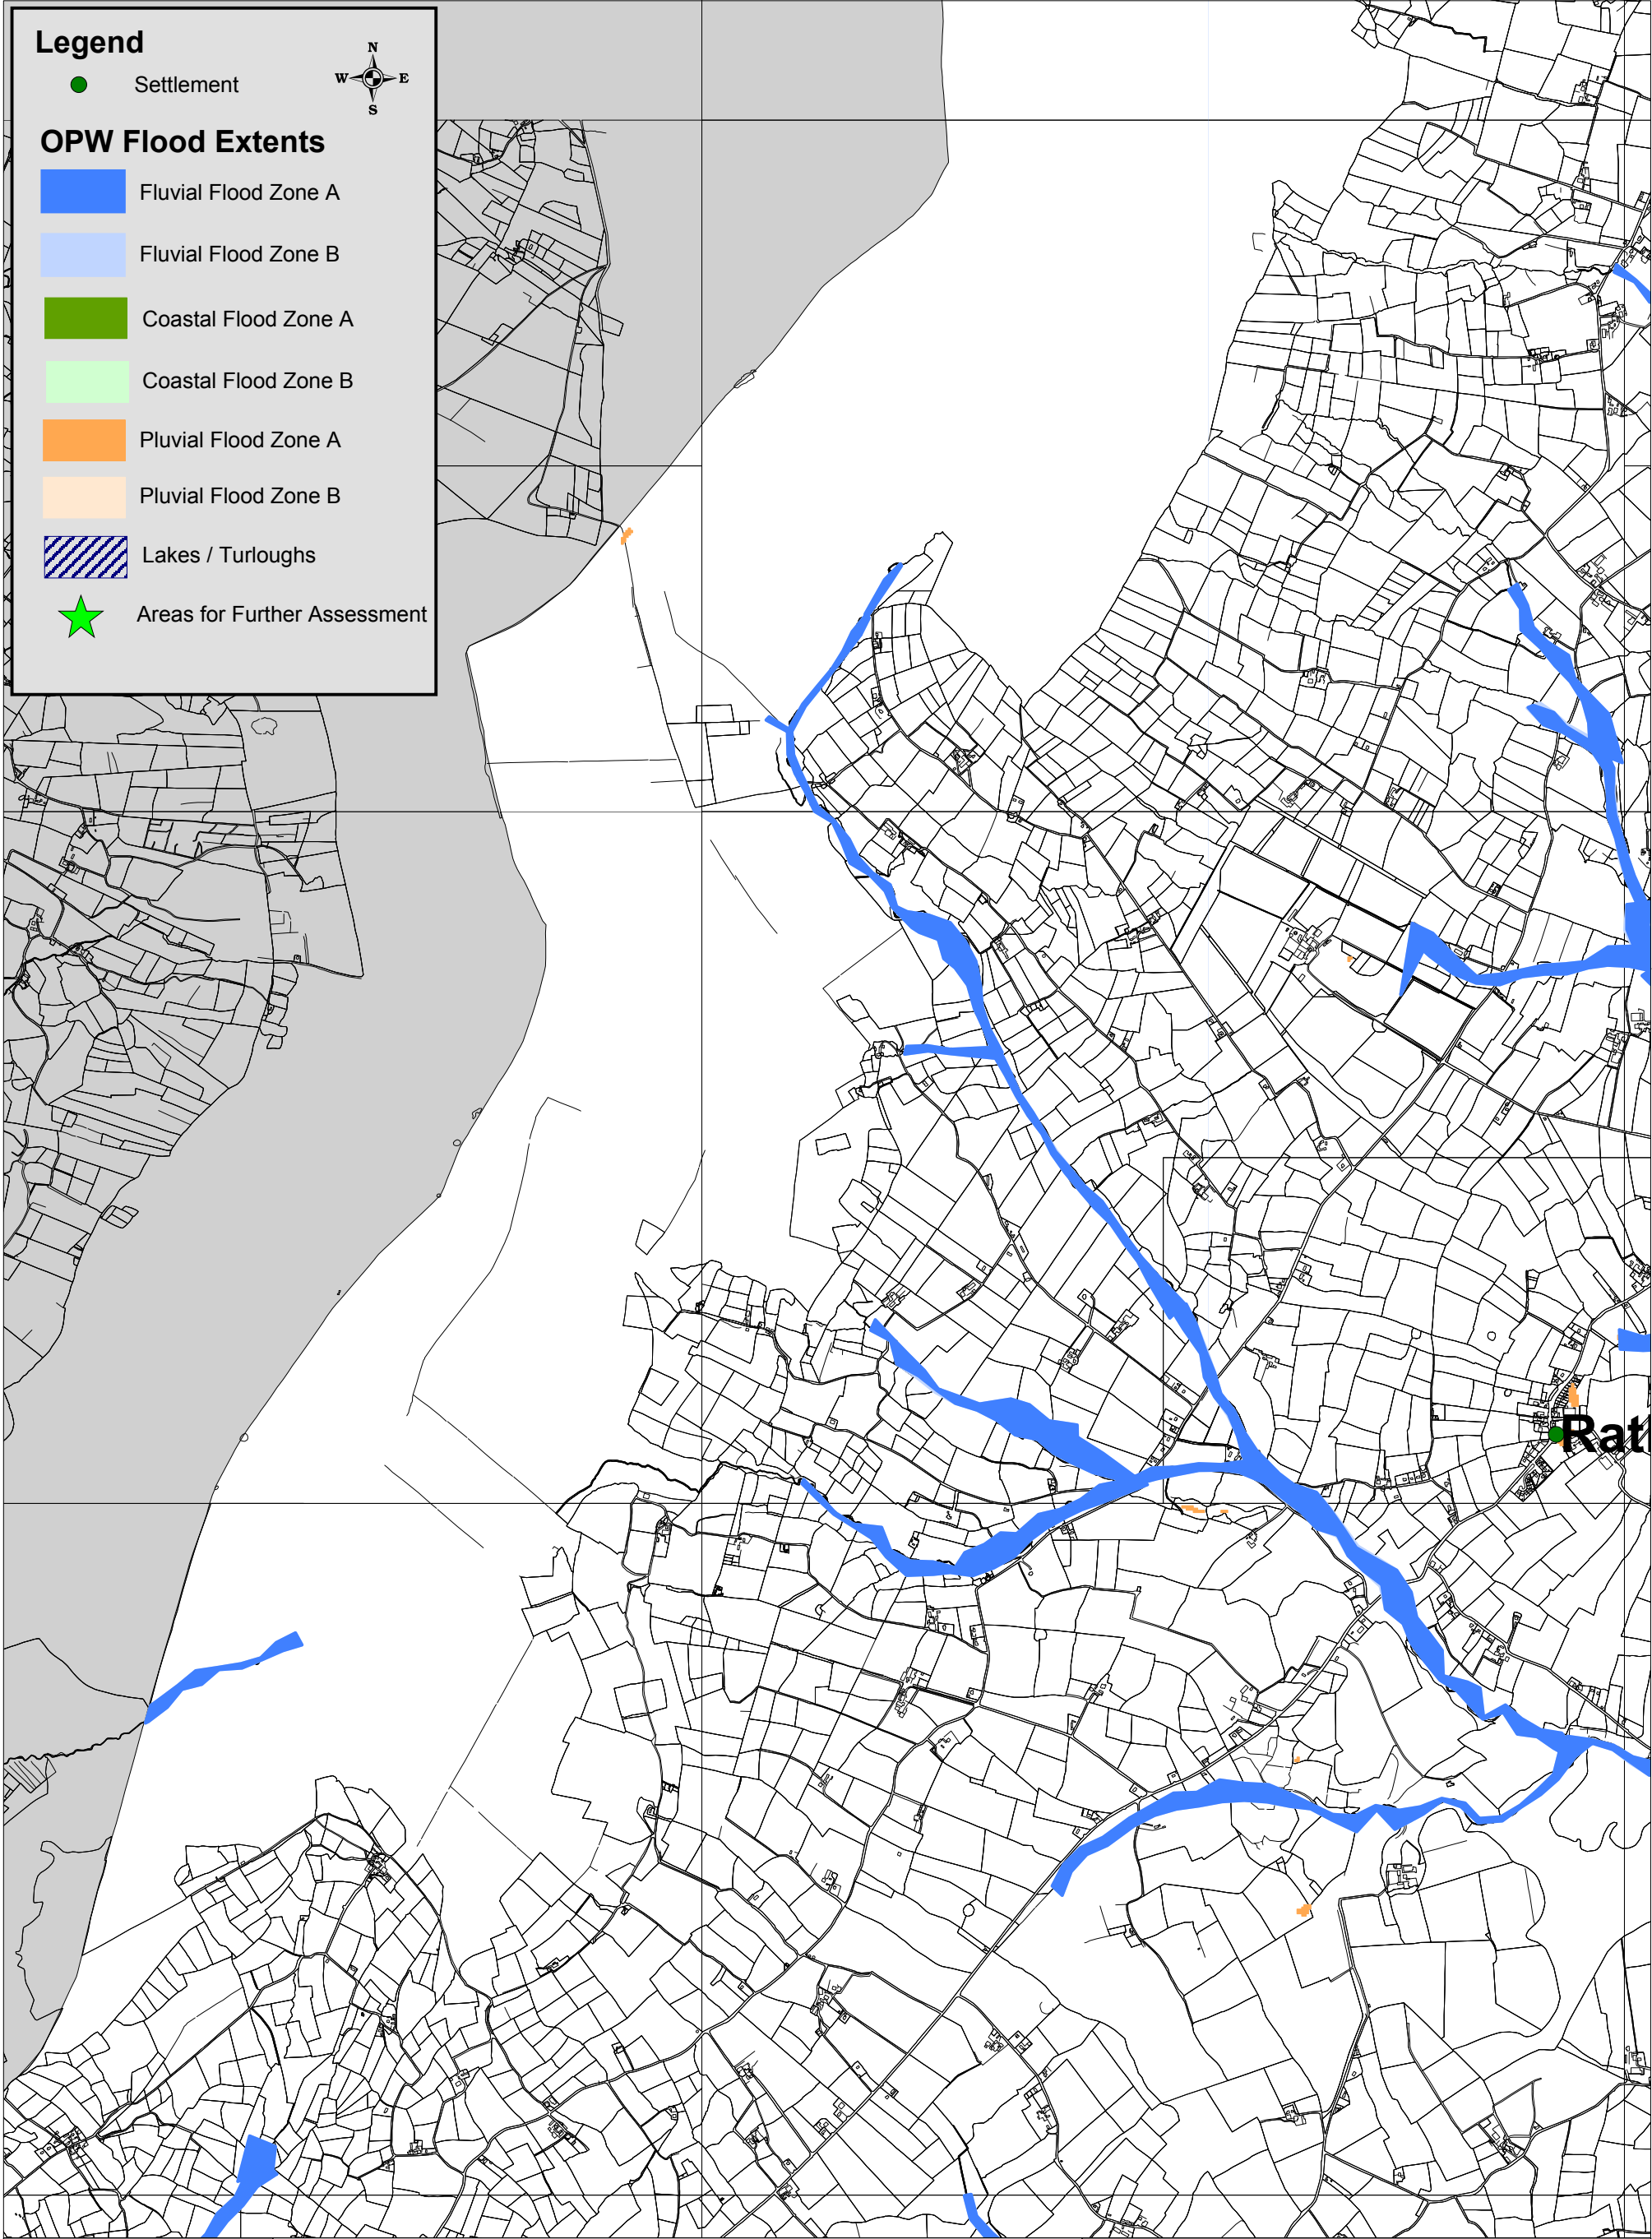 Legend
N
W E
S
Settlement
OPW Flood Extents
Fluvial Flood Zone A
Fluvial Flood Zone B
Coastal Flood Zone A
Coastal Flood Zone B
Pluvial Flood Zone A
Pluvial Flood Zone B
Lakes / Turloughs
Areas for Further Assessment
Rat